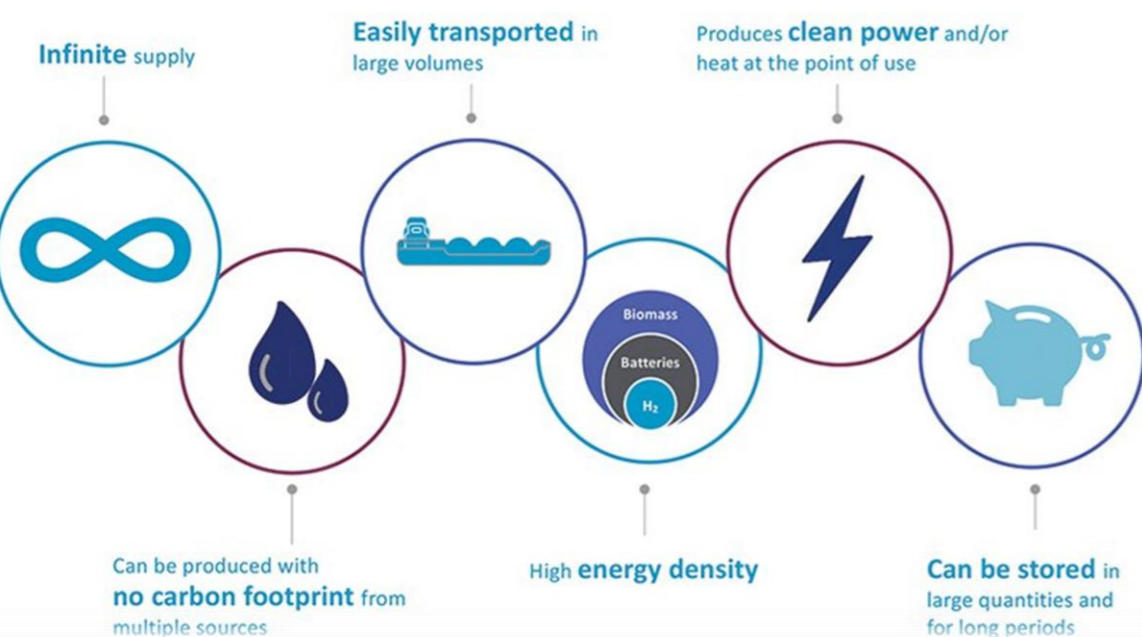 Infinite supply
Can be produced with
no carbon footprint from
multiple sources
Easily transported in
large volumes
Biomass
Batteries
H₂
High energy density
Produces clean power and/or
heat at the point of use
Can be stored in
large quantities and
for long periods